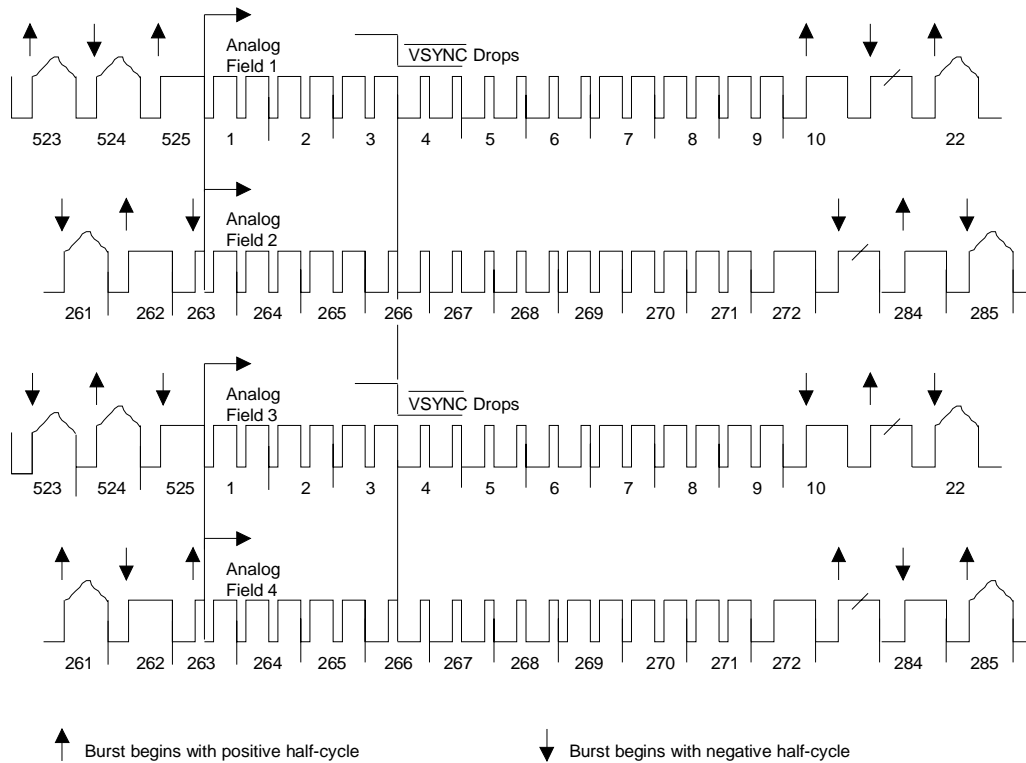 Analog
Field 1
VSYNC Drops
523 524 525 1 2 3 4 5 6 7 8 9 10 22
Analog
Field 2
261 262 263 264 265 266 267 268 269 270 271 272 284 285
Analog
Field 3
VSYNC Drops
523 524 525 1 2 3 4 5 6 7 8 9 10 22
Analog
Field 4
261 262 263 264 265 266 267 268 269 270 271 272 284 285
Burst begins with positive half-cycle
Burst begins with negative half-cycle